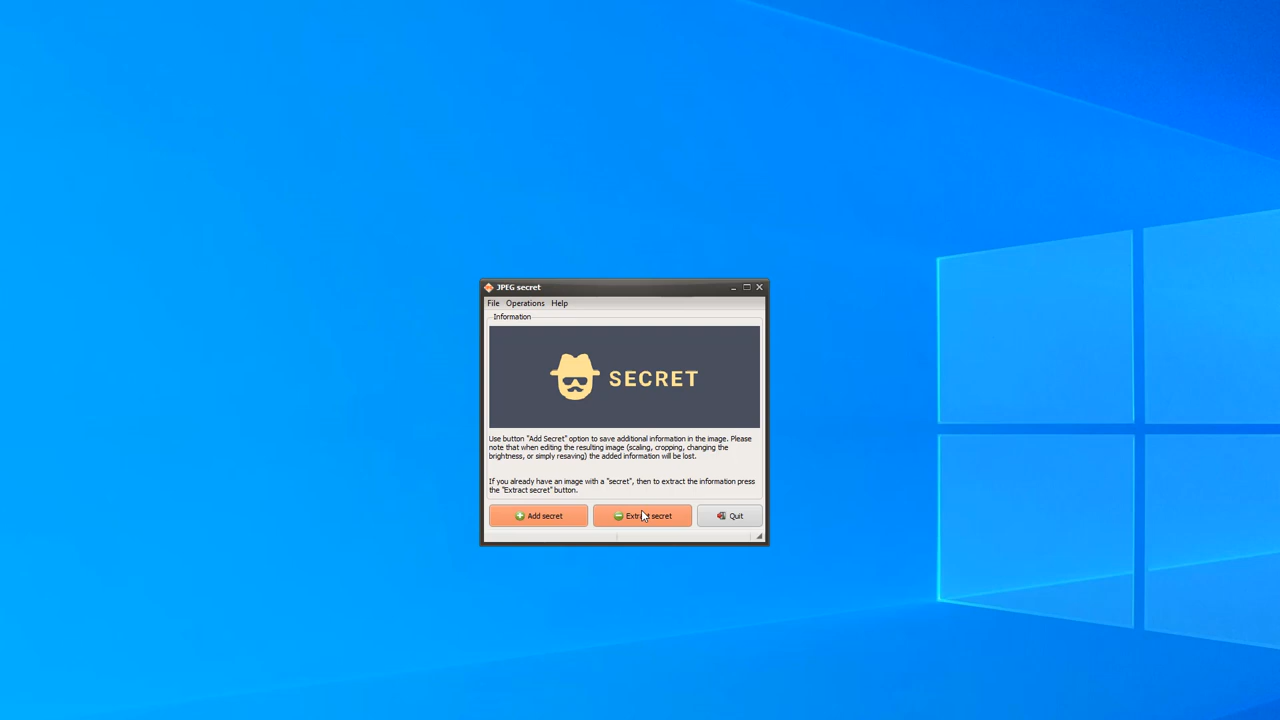 JPEG secret
File Operations Help
Information
SECRET
Use button "Add Secret" option to save additional information in the image. Please
note that when editing the resulting image (scaling, cropping, changing the
brightness, or simply resaving) the added information will be lost.
If you already have an image with a "secret", then to extract the information press
the "Extract secret" button.
Add secret
Extract secret
Quit